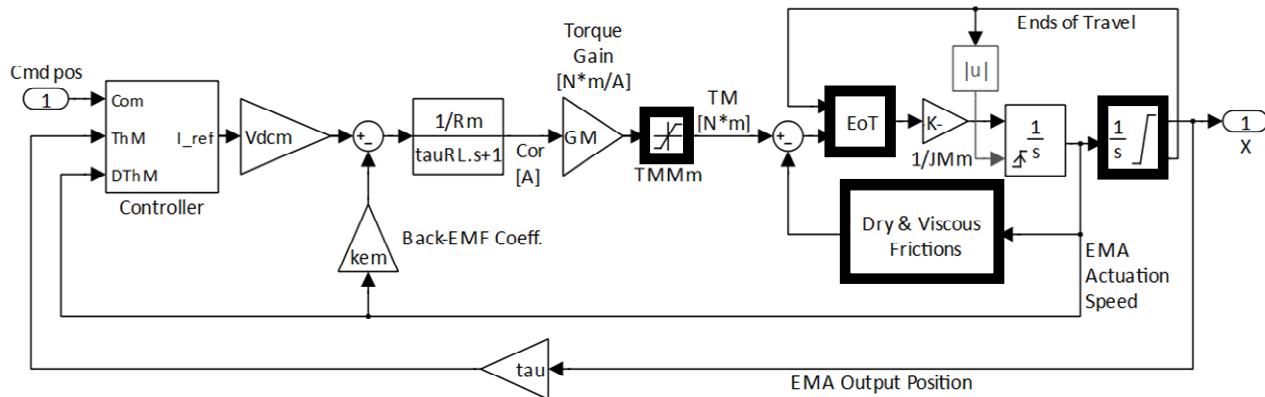 Cmd pos
1
Com
ThM
DThM
I_ref
Controller
Vdcm
+
−
kem
Back-EMF Coeff.
1/Rm
tauRL.s+1
Cor
[A]
Torque
Gain
[N*m/A]
GM
TMMm
TM
[N*m]
+
−
EoT
K-
1/JMm
|u|
Ends of Travel
1
s
1
s
1
X
Dry & Viscous
Frictions
EMA
Actuation
Speed
tau
EMA Output Position